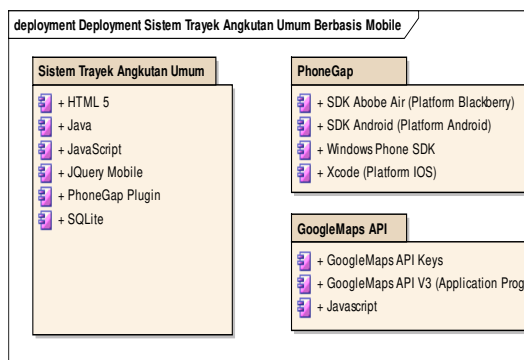 deployment Deployment Sistem Trayek Angkutan Umum Berbasis Mobile
Sistem Trayek Angkutan Umum
+ HTML 5
+ Java
+ JavaScript
+ JQuery Mobile
+ PhoneGap Plugin
+ SQLite
PhoneGap
+ SDK Abobe Air (Platform Blackberry)
+ SDK Android (Platform Android)
+ Windows Phone SDK
+ Xcode (Platform IOS)
GoogleMaps API
+ GoogleMaps API Keys
+ GoogleMaps API V3 (Application Prog
+ Javascript